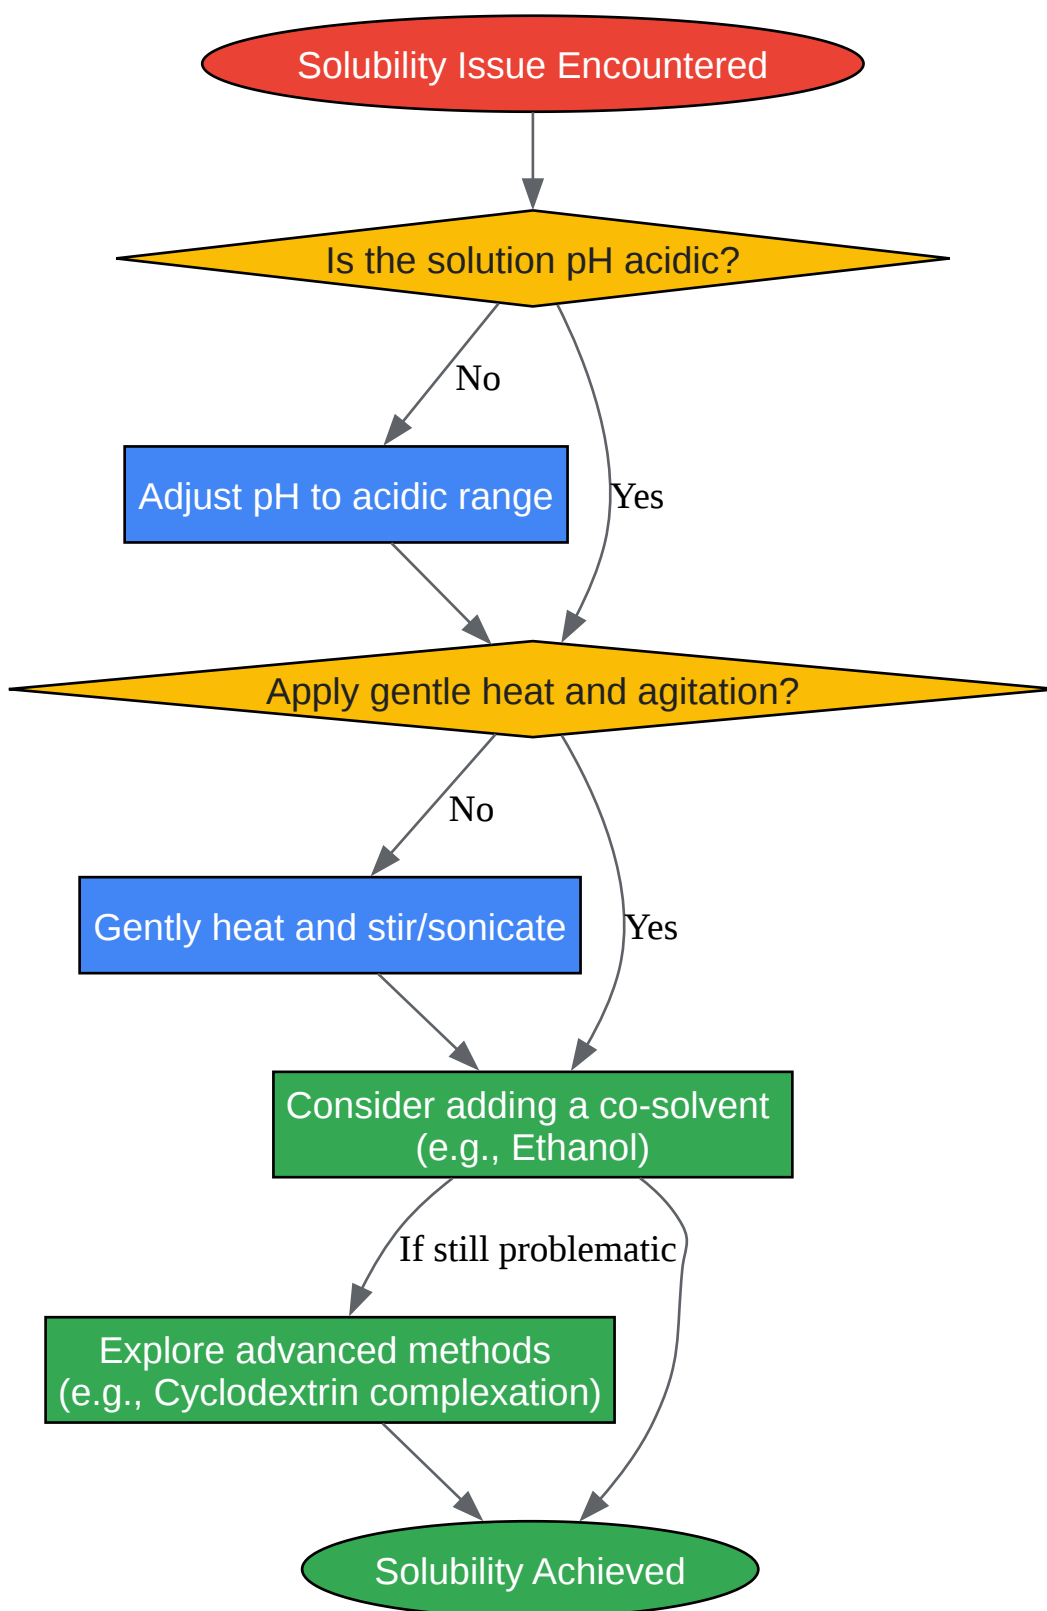 Solubility Issue Encountered
Is the solution pH acidic?
No
Adjust pH to acidic range
Yes
Apply gentle heat and agitation?
No
Gently heat and stir/sonicate
Yes
Consider adding a co-solvent
(e.g., Ethanol)
If still problematic
Explore advanced methods
(e.g., Cyclodextrin complexation)
Solubility Achieved